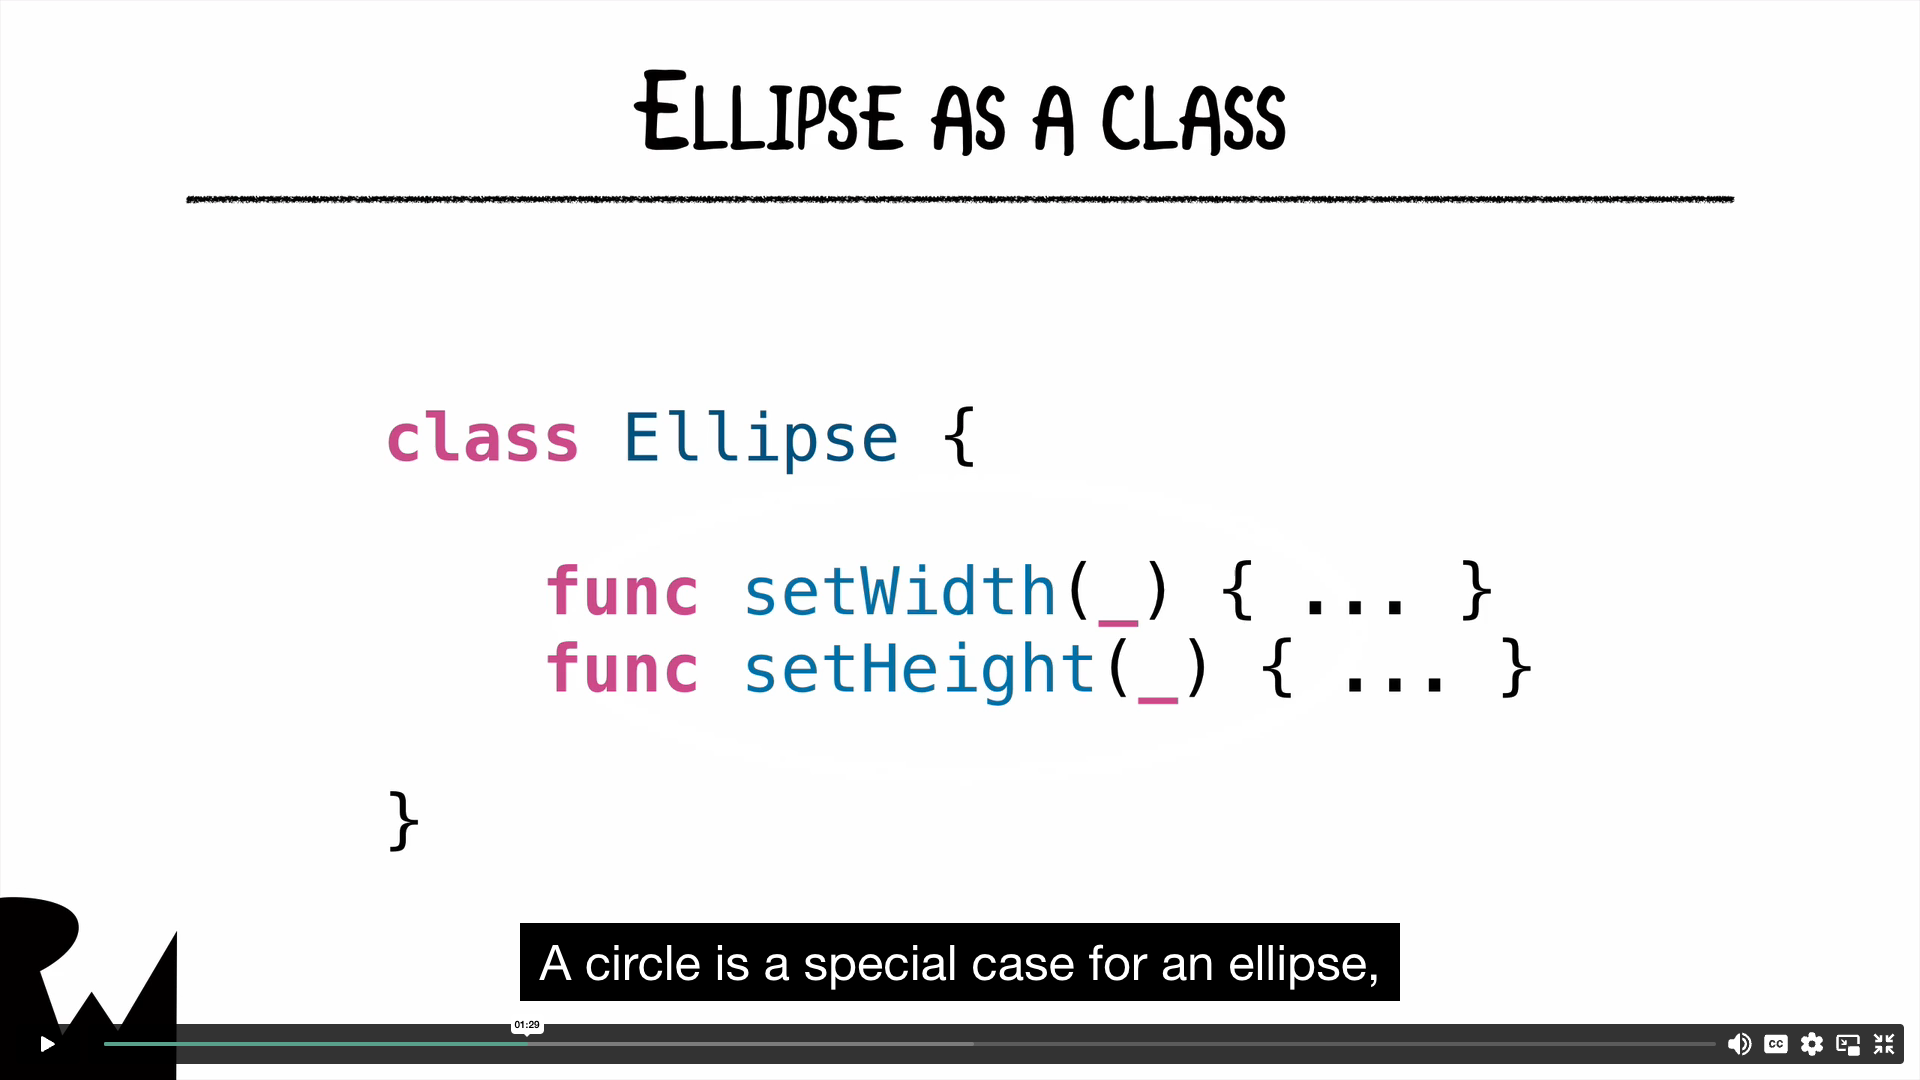 Ellipse as a class
class Ellipse {
func setWidth(_) { ... }
func setHeight(_) { ... }
}
A circle is a special case for an ellipse,
01:29
CC